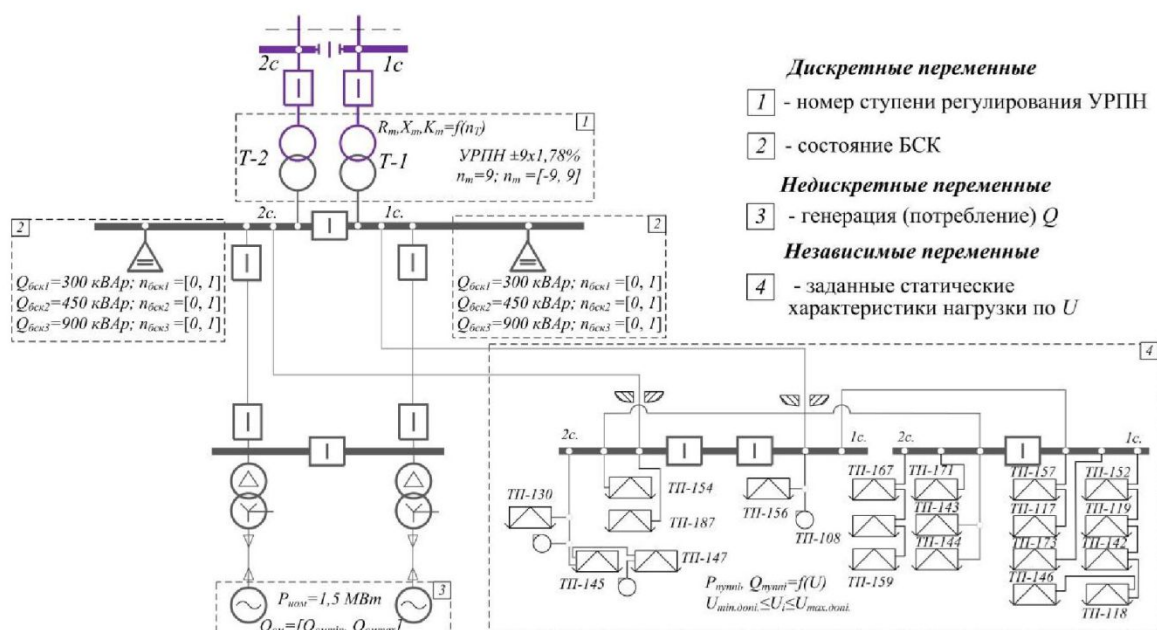 2с
1с
Дискретные переменные
1 - номер ступени регулирования УРПН
2 - состояние БСК
Недискретные переменные
3 - генерация (потребление) Q
Независимые переменные
4 - заданные статические
характеристики нагрузки по U
1
Rт,Xт,Kт=f(nТ)
Т-2
Т-1
УРПН ±9x1,78%
nт=9; nт =[-9, 9]
2
2с.
1с.
2
Qбск1=300 кВАр; nбск1 =[0, 1]
Qбск2=450 кВАр; nбск2 =[0, 1]
Qбск3=900 кВАр; nбск3 =[0, 1]
Qбск1=300 кВАр; nбск1 =[0, 1]
Qбск2=450 кВАр; nбск2 =[0, 1]
Qбск3=900 кВАр; nбск3 =[0, 1]
4
2с.
1с.
2с.
1с.
ТП-130
ТП-154
ТП-187
ТП-145
ТП-147
ТП-156
ТП-108
ТП-167
ТП-171
ТП-143
ТП-144
ТП-159
ТП-157
ТП-117
ТП-173
ТП-146
ТП-152
ТП-119
ТП-142
ТП-118
Umin.допi.≤Ui≤Umax.допi.
3
Pном=1,5 МВт